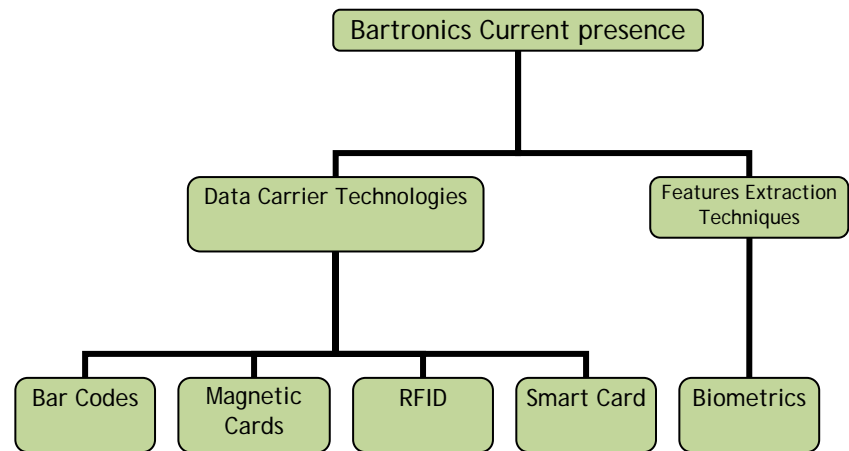 Bartronics Current presence
Data Carrier Technologies
Features Extraction
Techniques
Bar Codes
Magnetic
Cards
RFID
Smart Card
Biometrics